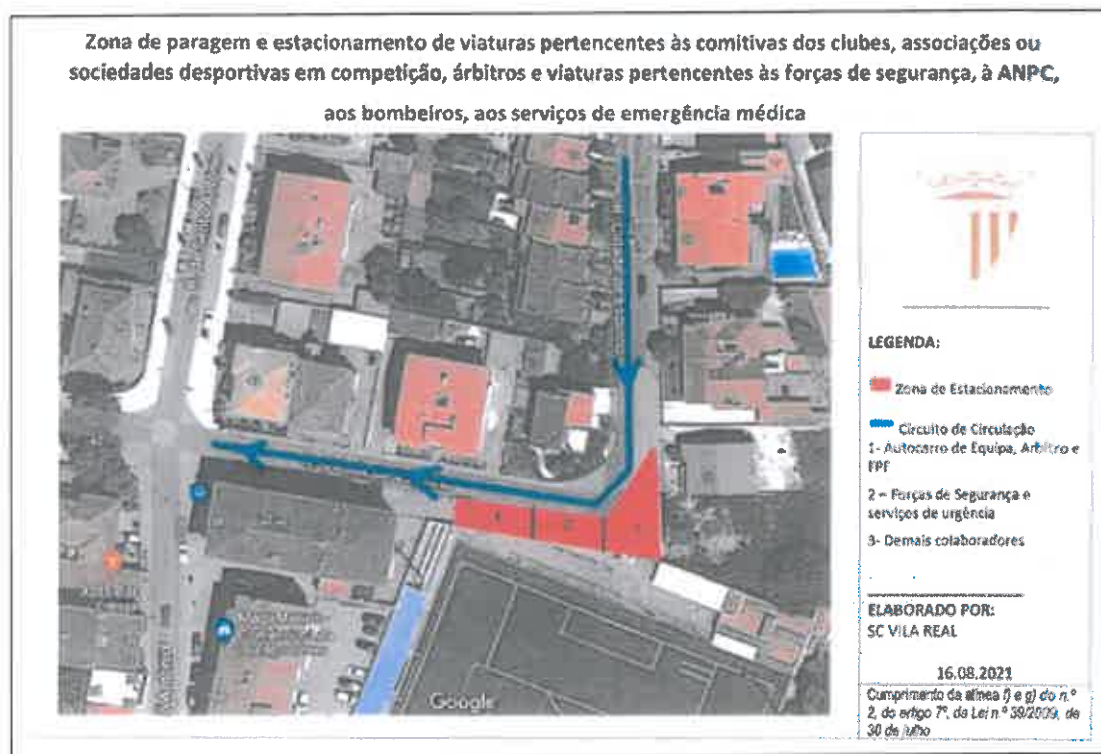 Zona de paragem e estacionamento de viaturas pertencentes às comitivas dos clubes, associações ou
sociedades desportivas em competição, árbitros e viaturas pertencentes às forças de segurança, à ANPC,
aos bombeiros, aos serviços de emergência médica
LEGENDA:
Zona de Estacionamento
Circuito de Circulação
1- Autocarro de Equipa, Arbitro e
FPF
2 – Forças de Segurança e
serviços de urgência
3- Demais colaboradores
ELABORADO POR:
SC VILA REAL
16.08.2021
Cumprimento da alínea f) e g) do n.º
2, do artigo 7º, da Lei n.º 39/2009, de
30 de julho
Google